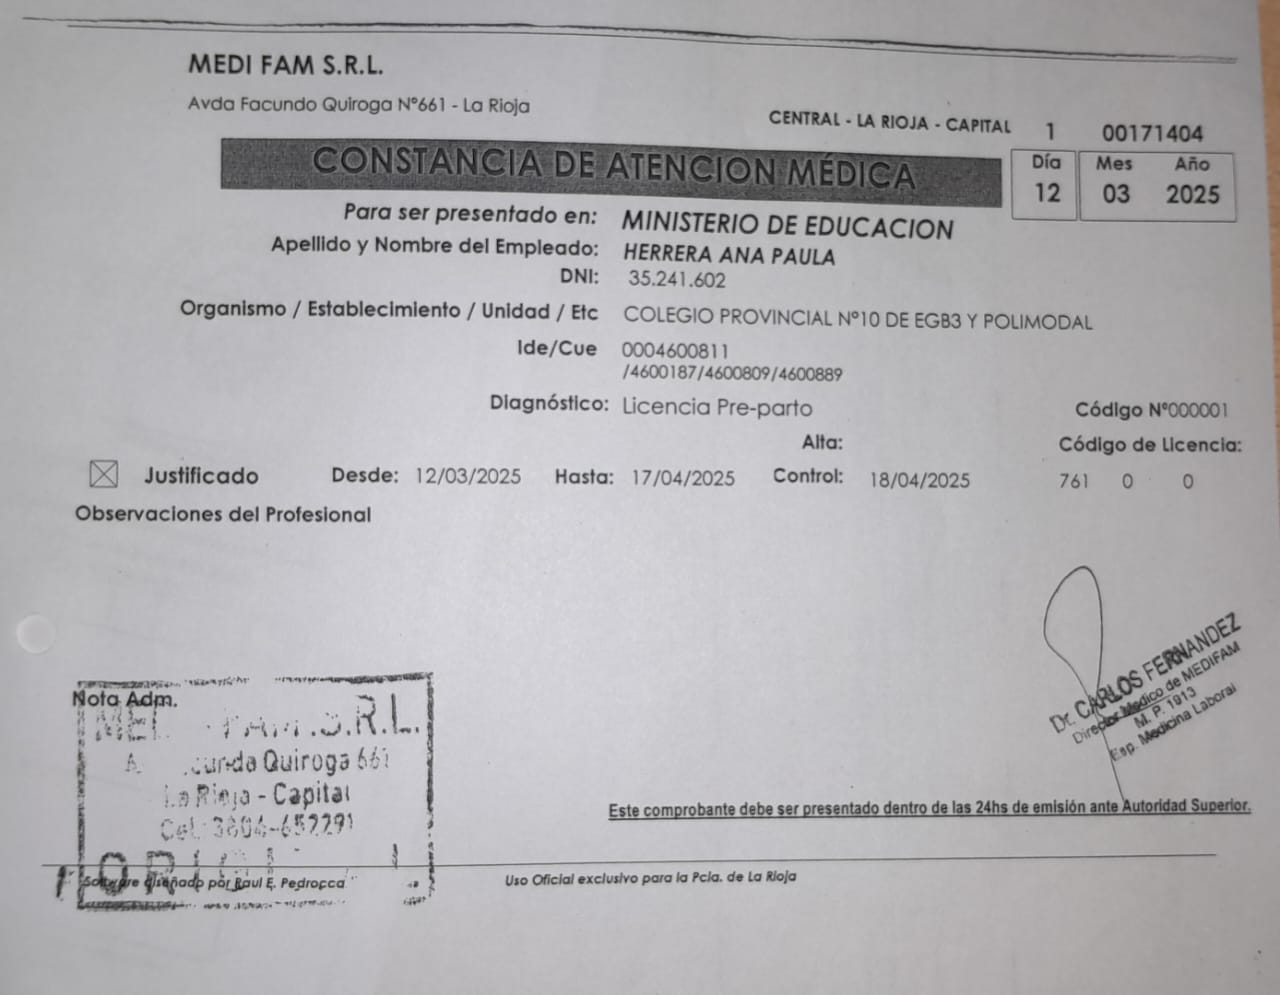 MEDI FAM S.R.L.
Avda Facundo Quiroga Nº661 - La Rioja
CENTRAL - LA RIOJA - CAPITAL 1 00171404
CONSTANCIA DE ATENCION MÉDICA
Día Mes Año
12 03 2025
Para ser presentado en: MINISTERIO DE EDUCACION
Apellido y Nombre del Empleado: HERRERA ANA PAULA
DNI: 35.241.602
Organismo / Establecimiento / Unidad / Etc COLEGIO PROVINCIAL Nº10 DE EGB3 Y POLIMODAL
Ide/Cue 0004600811
/4600187/4600809/4600889
Diagnóstico: Licencia Pre-parto Código Nº000001
Alta: Código de Licencia:
Justificado Desde: 12/03/2025 Hasta: 17/04/2025 Control: 18/04/2025 761 0 0
Observaciones del Profesional
Dr. CARLOS FERNANDEZ
Director Medico de MEDIFAM
M. P. 1913
Esp. Medicina Laboral
Nota Adm.
S.R.L.
Quiroga 661
La Rioja - Capital
Cel: 3804-652291
Este comprobante debe ser presentado dentro de las 24hs de emisión ante Autoridad Superior.
Software diseñado por Raul E. Pedrocca
Uso Oficial exclusivo para la Pcia. de La Rioja